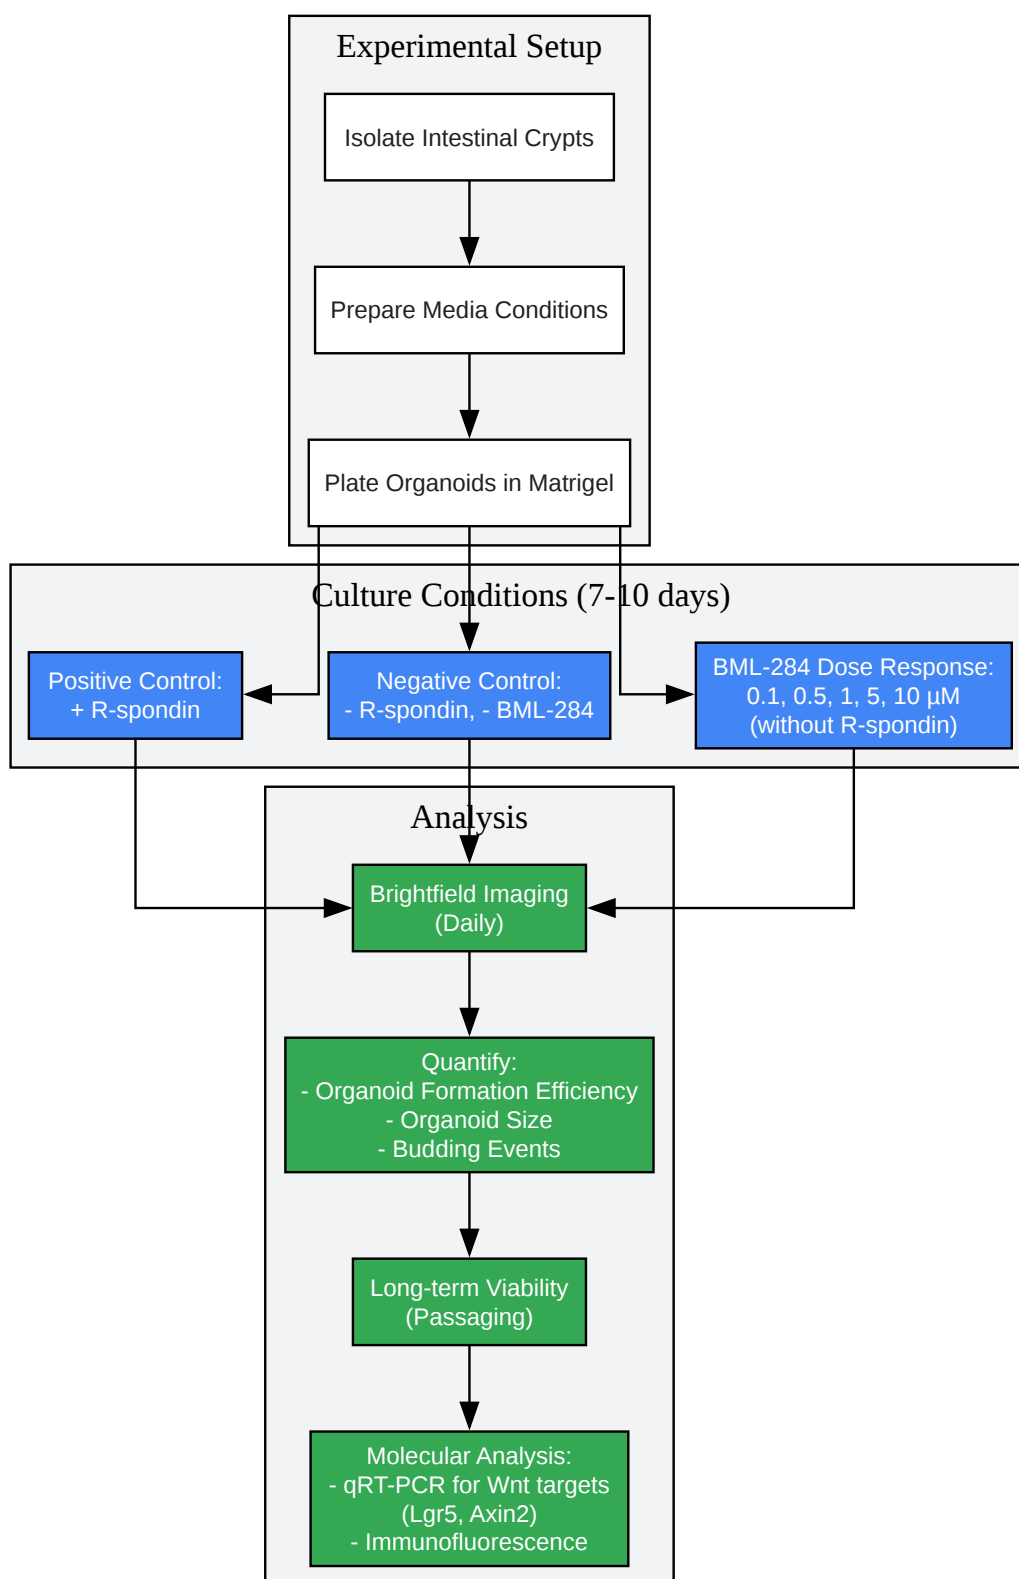 Experimental Setup
Isolate Intestinal Crypts
Prepare Media Conditions
Plate Organoids in Matrigel
Culture Conditions (7-10 days)
Positive Control:
+ R-spondin
Negative Control:
- R-spondin, - BML-284
BML-284 Dose Response:
0.1, 0.5, 1, 5, 10 µM
(without R-spondin)
Analysis
Brightfield Imaging
(Daily)
Quantify:
- Organoid Formation Efficiency
- Organoid Size
- Budding Events
Long-term Viability
(Passaging)
Molecular Analysis:
- qRT-PCR for Wnt targets
(Lgr5, Axin2)
- Immunofluorescence